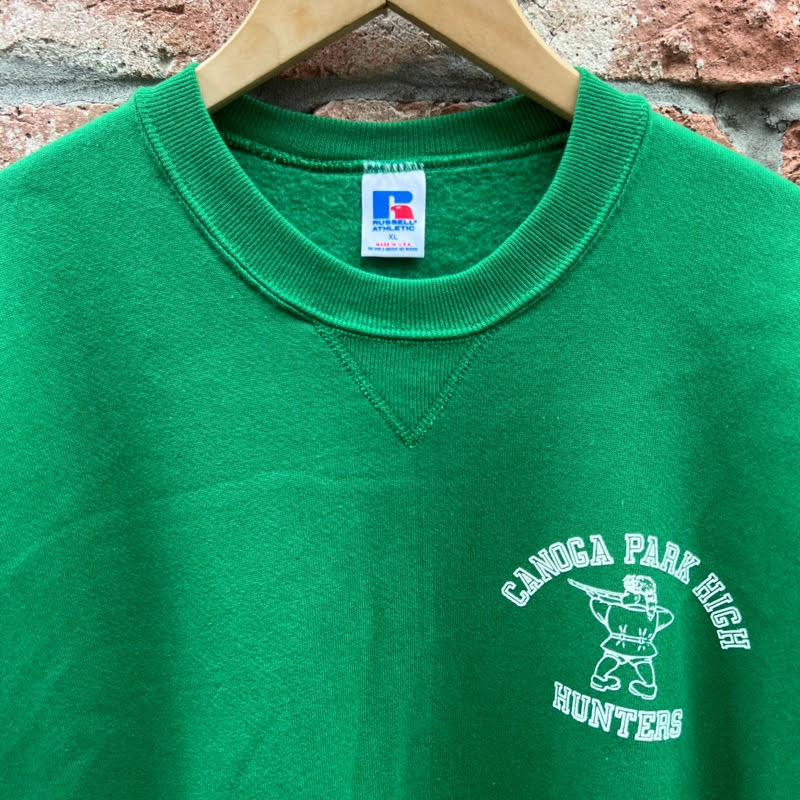 RUSSELL
ATHLETIC
XL
MADE IN U.S.A.
CANOGA PARK HIGH
HUNTERS